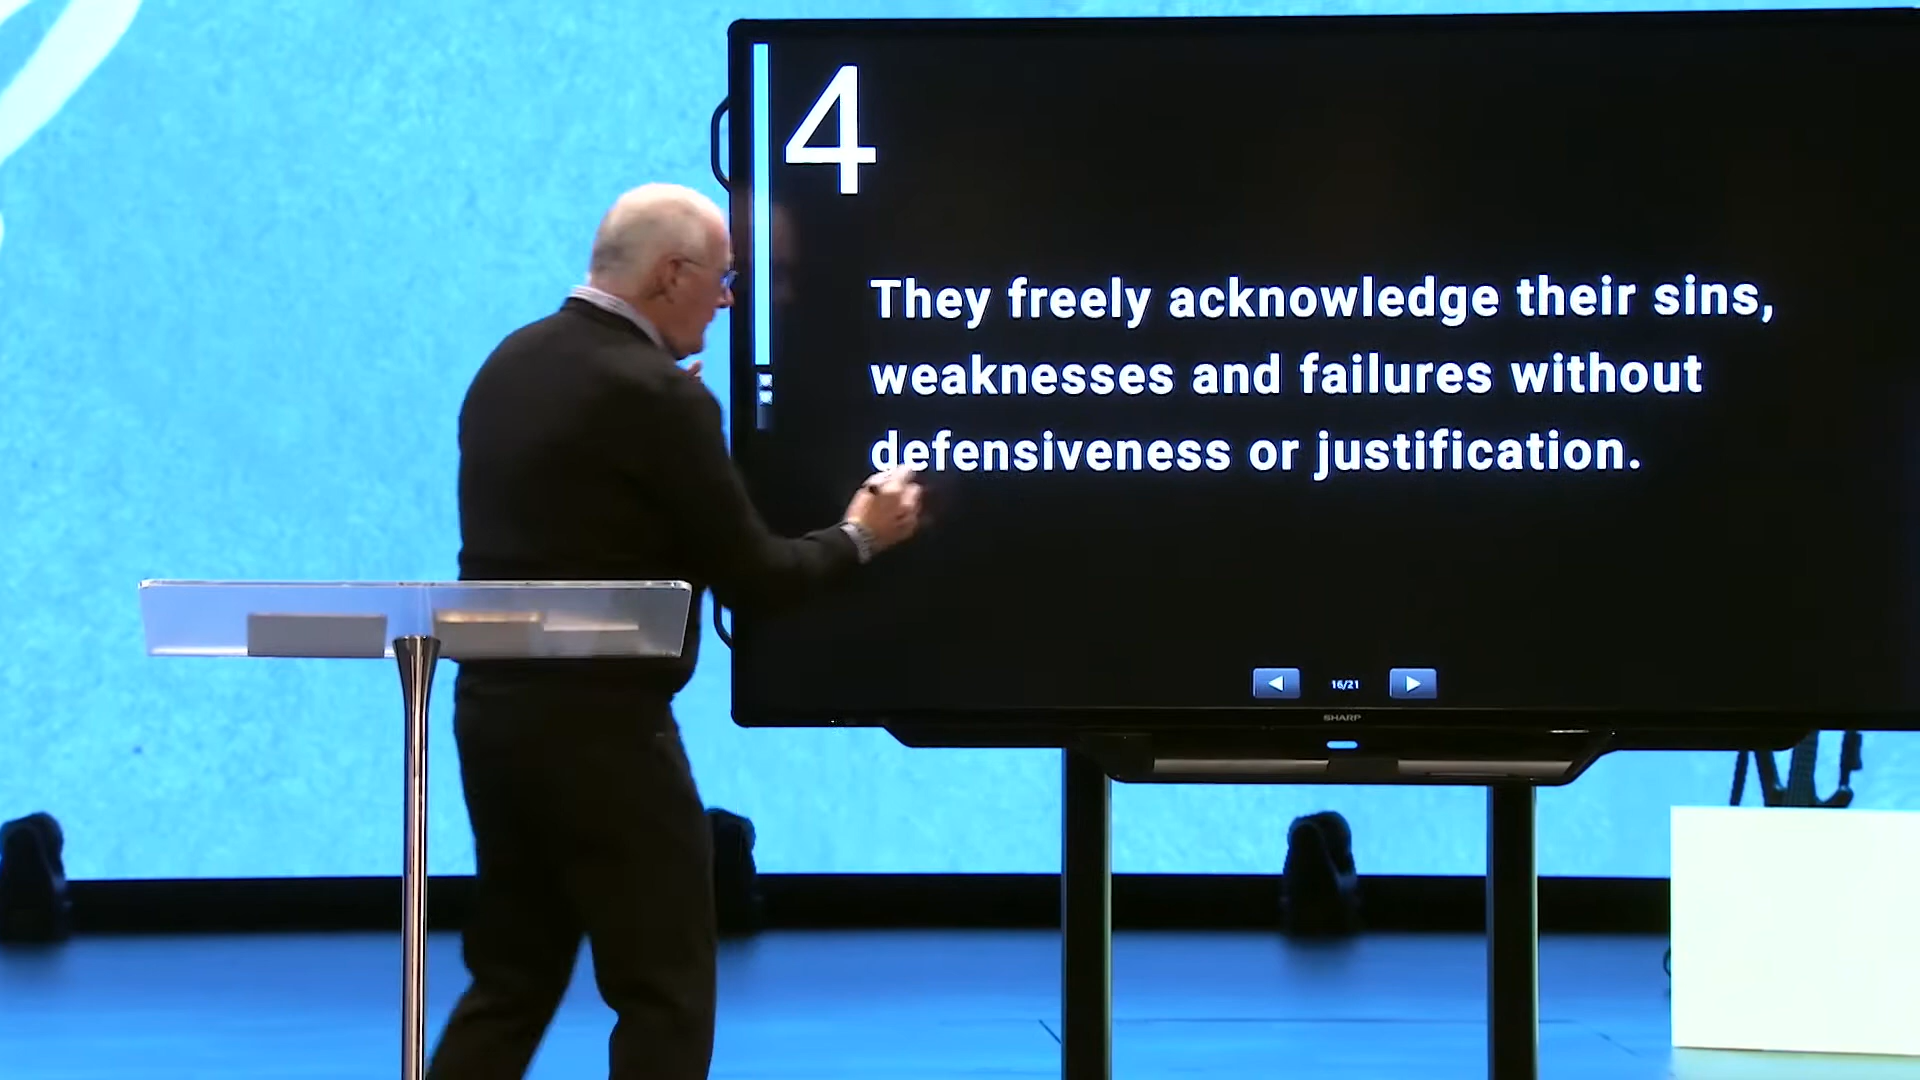 4
They freely acknowledge their sins,
weaknesses and failures without
defensiveness or justification.
16/21
SHARP